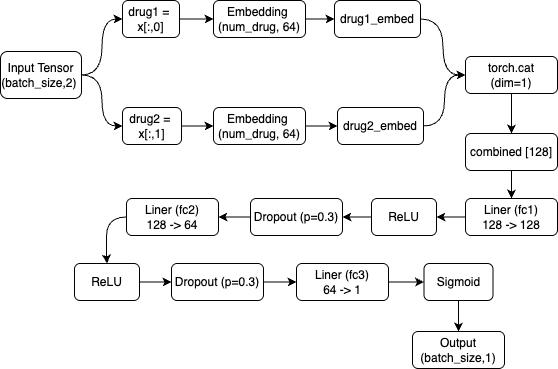 Input Tensor
(batch_size,2)
drug1 =
x[:,0]
Embedding
(num_drug, 64)
drug1_embed
drug2 =
x[:,1]
Embedding
(num_drug, 64)
drug2_embed
torch.cat
(dim=1)
combined [128]
Liner (fc1)
128 -> 128
ReLU
Dropout (p=0.3)
Liner (fc2)
128 -> 64
ReLU
Dropout (p=0.3)
Liner (fc3)
64 -> 1
Sigmoid
Output
(batch_size,1)